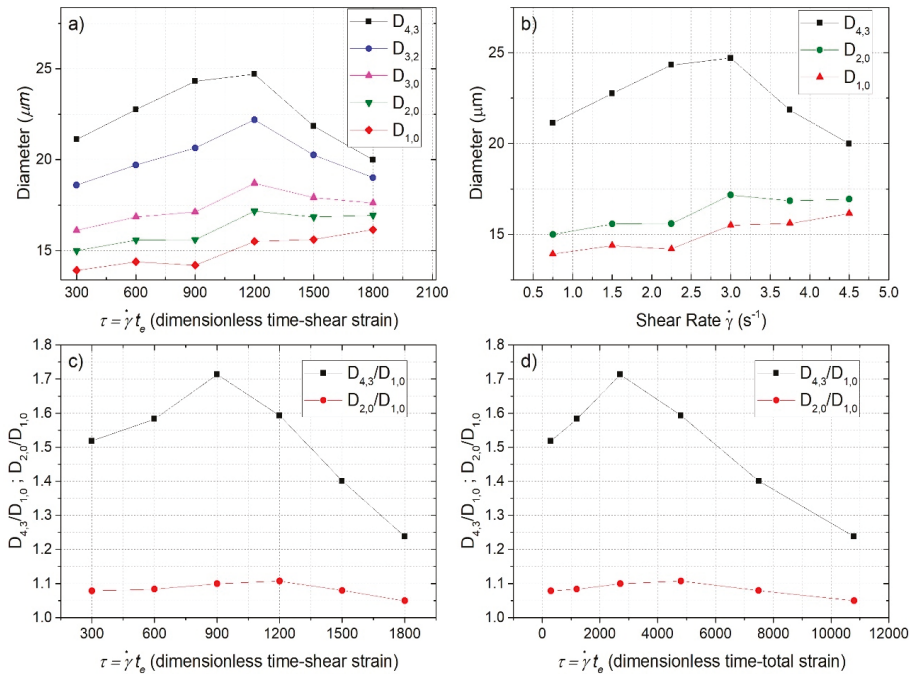 a)
D4,3
D3,2
D3,0
D2,0
D1,0
25
20
15
Diameter (μm)
300 600 900 1200 1500 1800 2100
τ = γ̇ te (dimensionless time-shear strain)
b)
D4,3
D2,0
D1,0
25
20
15
Diameter (μm)
0.5 1.0 1.5 2.0 2.5 3.0 3.5 4.0 4.5 5.0
Shear Rate γ̇ (s-1)
c)
D4,3/D1,0
D2,0/D1,0
1.8
1.7
1.6
1.5
1.4
1.3
1.2
1.1
1.0
D4,3/D1,0 ; D2,0/D1,0
300 600 900 1200 1500 1800
τ = γ̇ te (dimensionless time-shear strain)
d)
D4,3/D1,0
D2,0/D1,0
1.8
1.7
1.6
1.5
1.4
1.3
1.2
1.1
1.0
D4,3/D1,0 ; D2,0/D1,0
0 2000 4000 6000 8000 10000 12000
τ = γ̇ te (dimensionless time-total strain)